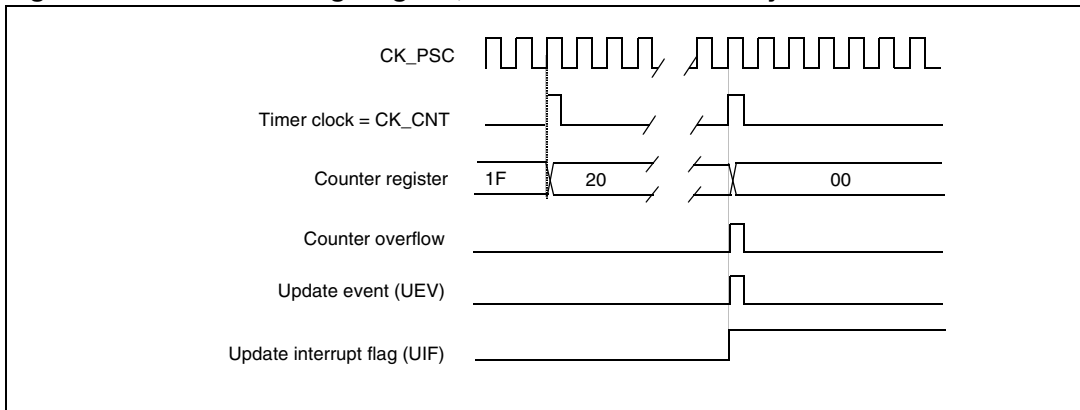 CK_PSC
Timer clock = CK_CNT
Counter register
1F
20
00
Counter overflow
Update event (UEV)
Update interrupt flag (UIF)